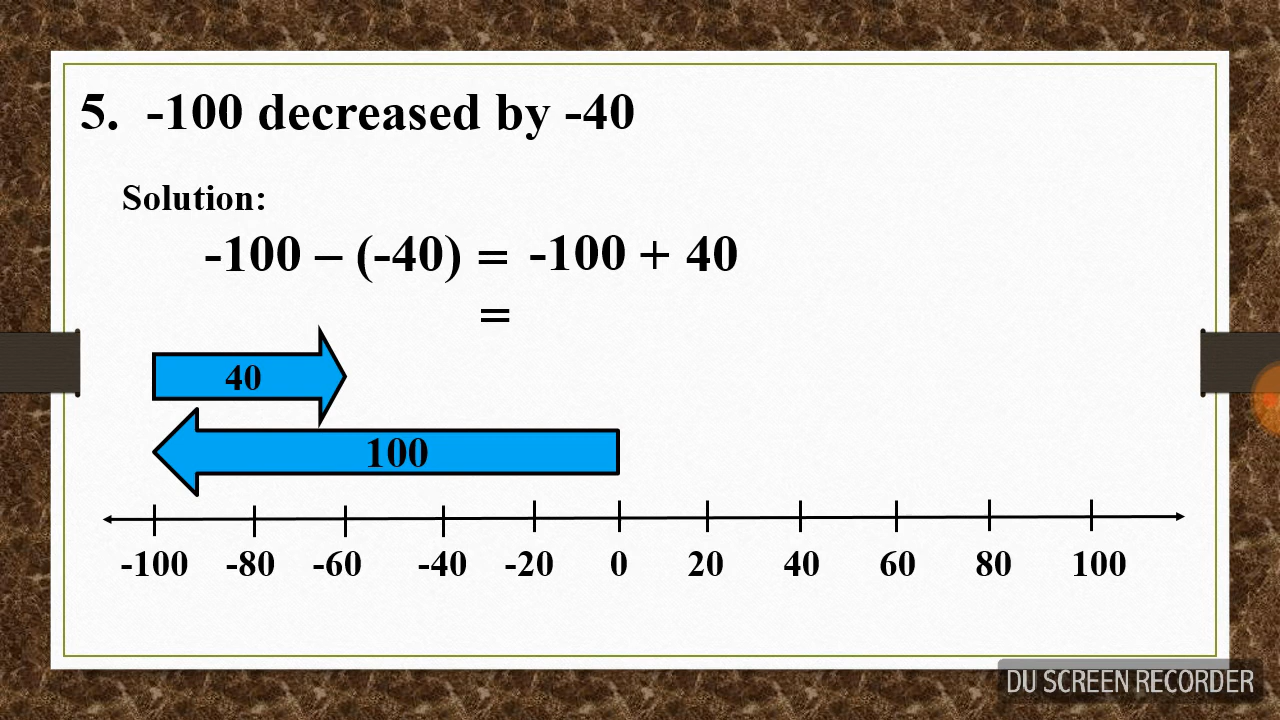 5. -100 decreased by -40
Solution:
-100 – (-40) = -100 + 40
=
40
100
-100 -80 -60 -40 -20 0 20 40 60 80 100
DU SCREEN RECORDER